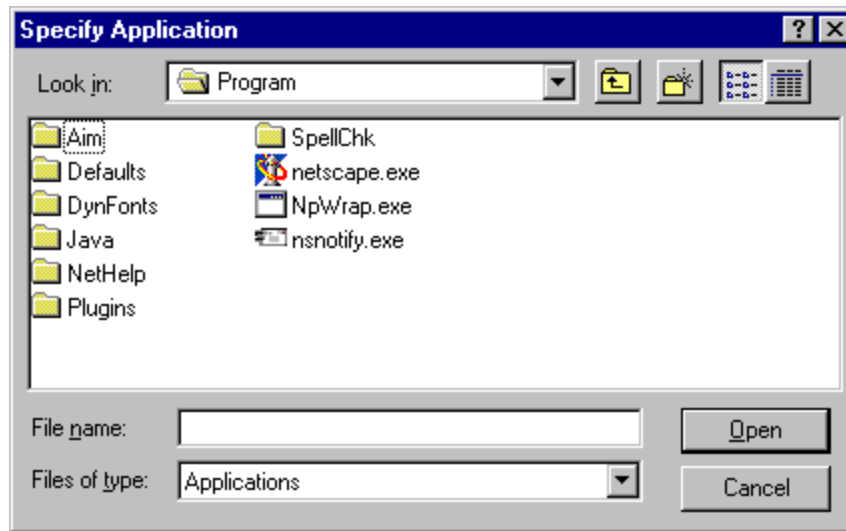 Specify Application
Look in: Program
Aim SpellChk
Defaults netscape.exe
DynFonts NpWrap.exe
Java nsnotify.exe
NetHelp
Plugins
File name: Open
Files of type: Applications Cancel